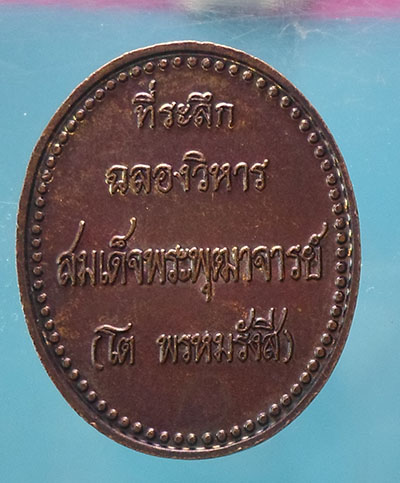 ที่ระลึก
ฉลองวิหาร
สมเด็จพระพุฒาจารย์
(โต พรหมรังสี)